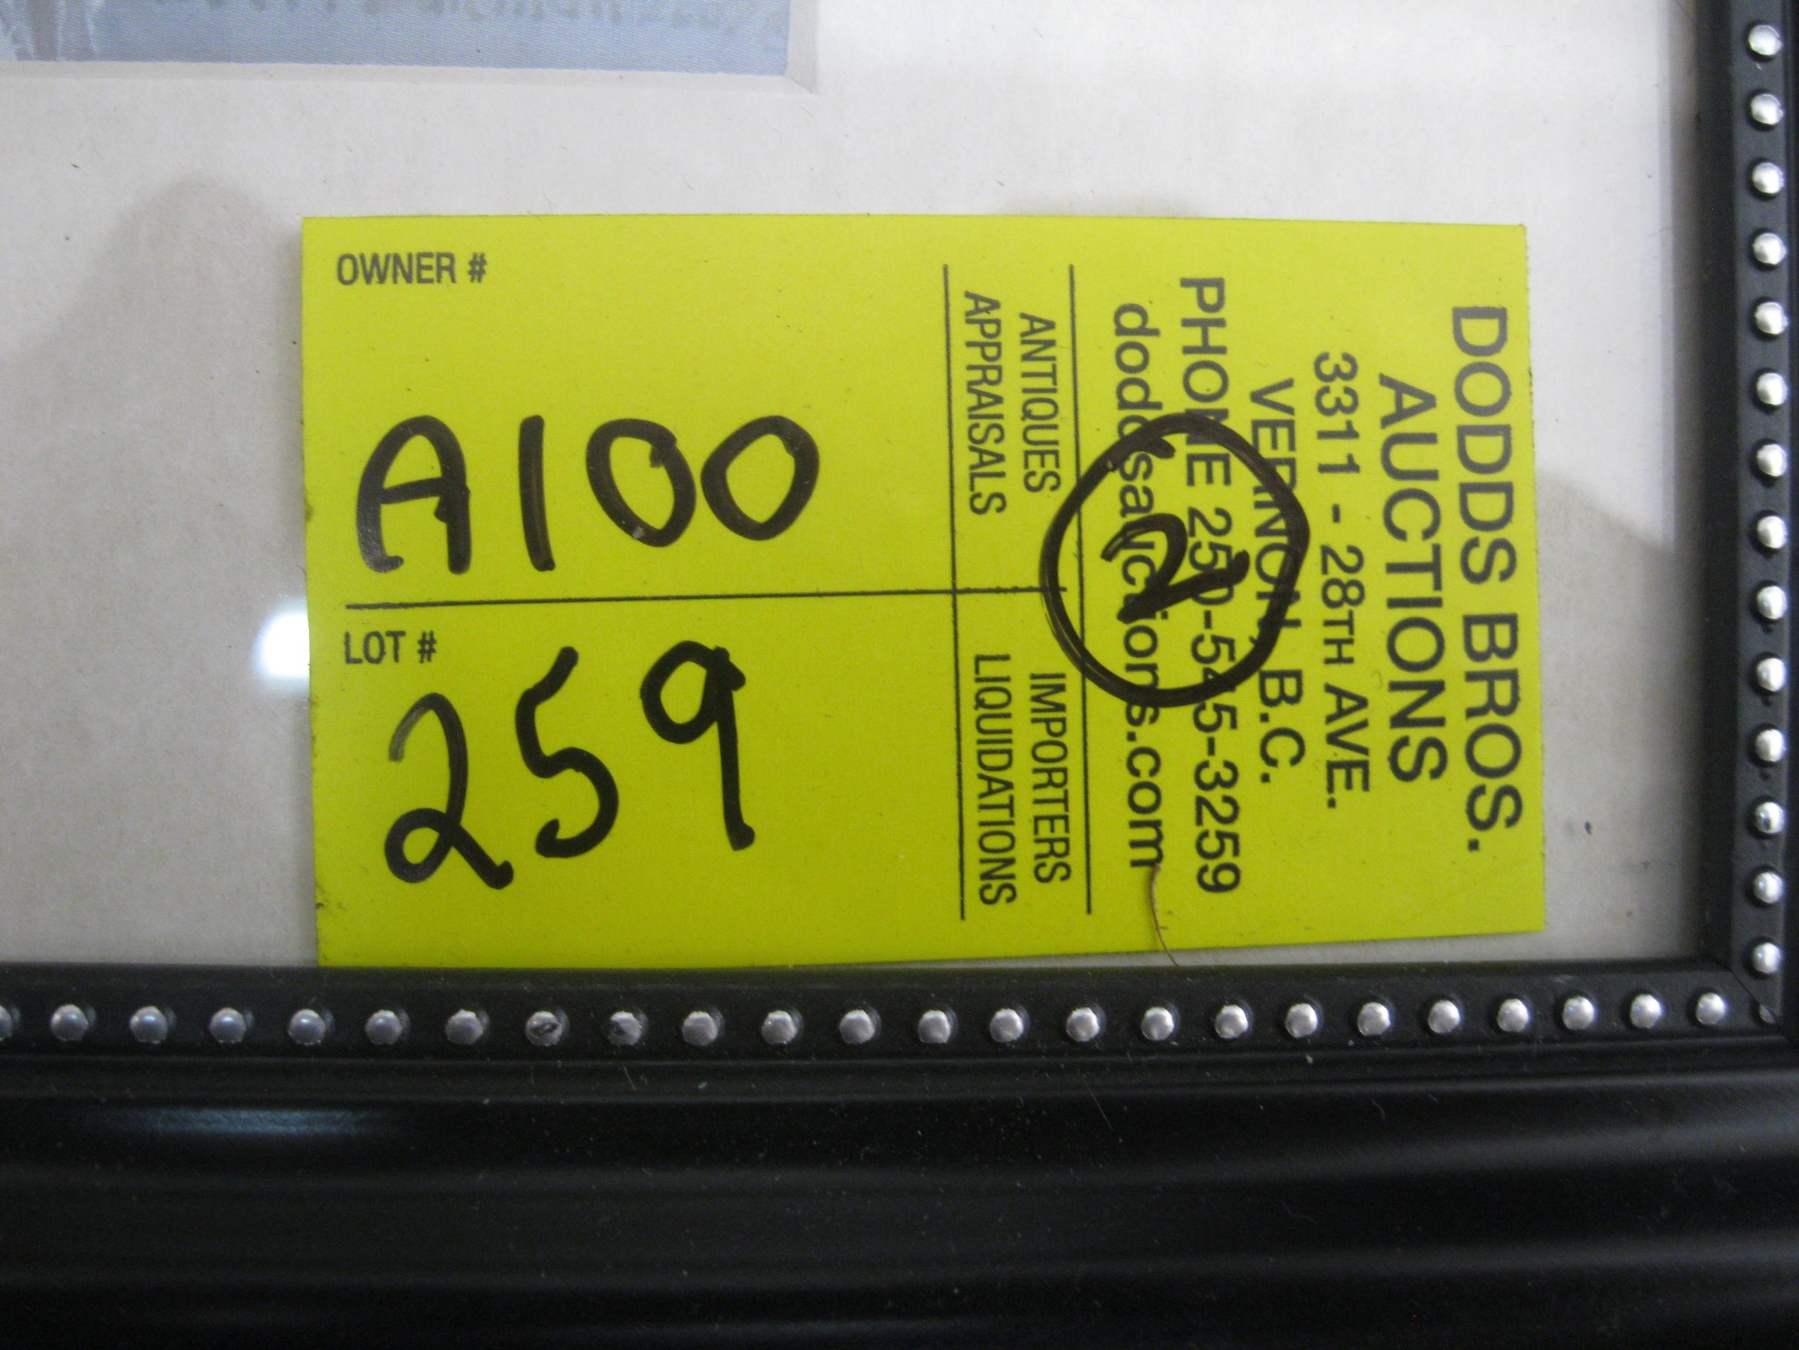 OWNER #
A100
LOT #
259
DODDS BROS.
AUCTIONS
3311 - 28TH AVE.
VERNON, B.C.
PHONE 250-545-3259
doddsauctions.com
2
ANTIQUES IMPORTERS
APPRAISALS LIQUIDATIONS